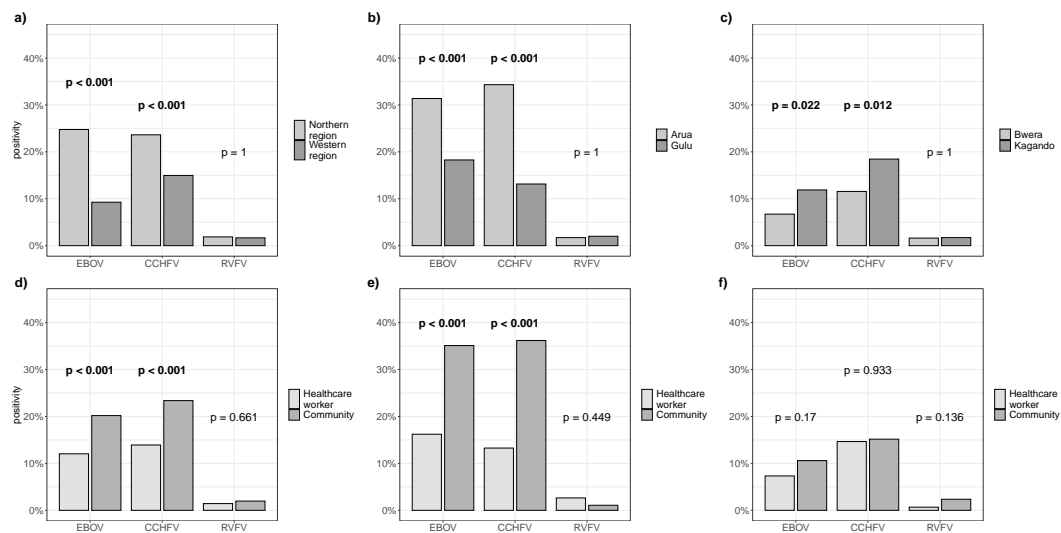 a)
positivity
40%
30%
20%
10%
0%
p < 0.001
p < 0.001
p = 1
EBOV
CCHFV
RVFV
Northern
region
Western
region
b)
40%
30%
20%
10%
0%
p < 0.001
p < 0.001
p = 1
EBOV
CCHFV
RVFV
Arua
Gulu
c)
40%
30%
20%
10%
0%
p = 0.022
p = 0.012
p = 1
EBOV
CCHFV
RVFV
Bwera
Kagando
d)
positivity
40%
30%
20%
10%
0%
p < 0.001
p < 0.001
p = 0.661
EBOV
CCHFV
RVFV
Healthcare
worker
Community
e)
40%
30%
20%
10%
0%
p < 0.001
p < 0.001
p = 0.449
EBOV
CCHFV
RVFV
Healthcare
worker
Community
f)
40%
30%
20%
10%
0%
p = 0.17
p = 0.933
p = 0.136
EBOV
CCHFV
RVFV
Healthcare
worker
Community